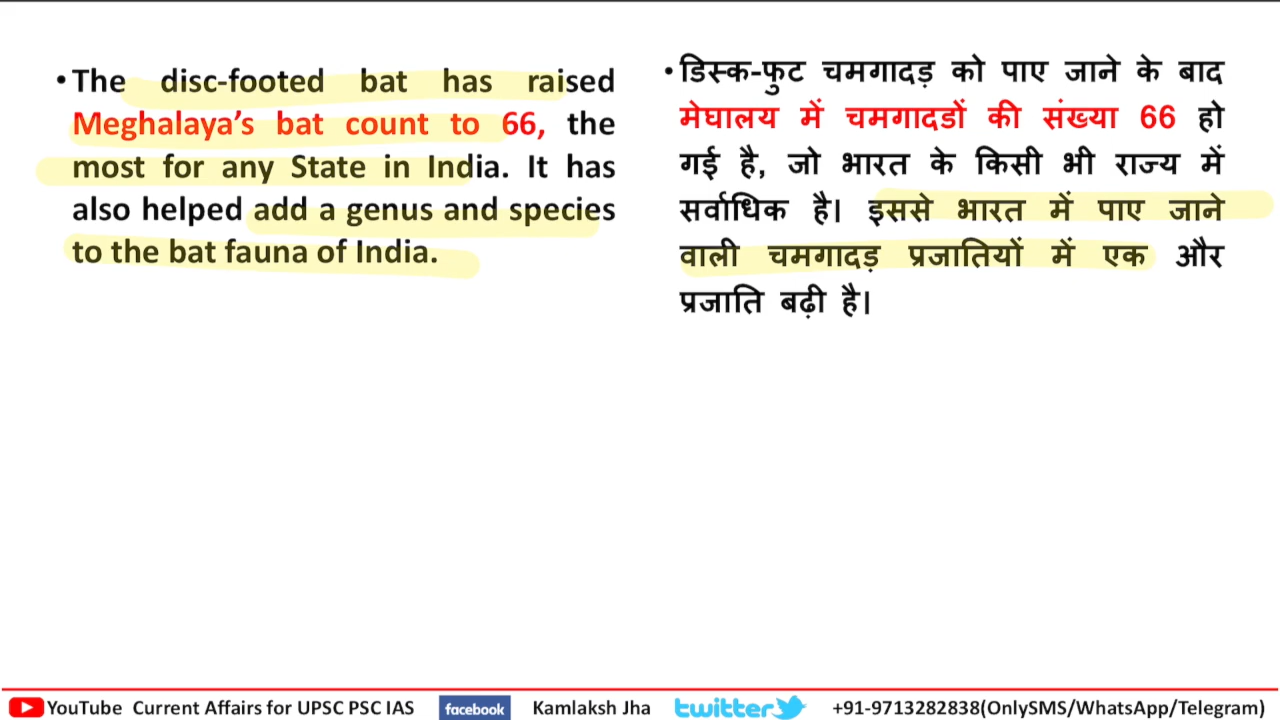 •The disc-footed bat has raised
Meghalaya’s bat count to 66, the
most for any State in India. It has
also helped add a genus and species
to the bat fauna of India.
•डिस्क-फुट चमगादड़ को पाए जाने के बाद
मेघालय में चमगादडों की संख्या 66 हो
गई है, जो भारत के किसी भी राज्य में
सर्वाधिक है। इससे भारत में पाए जाने
वाली चमगादड़ प्रजातियों में एक और
प्रजाति बढ़ी है।
YouTube Current Affairs for UPSC PSC IAS facebook Kamlaksh Jha twitter +91-9713282838(OnlySMS/WhatsApp/Telegram)